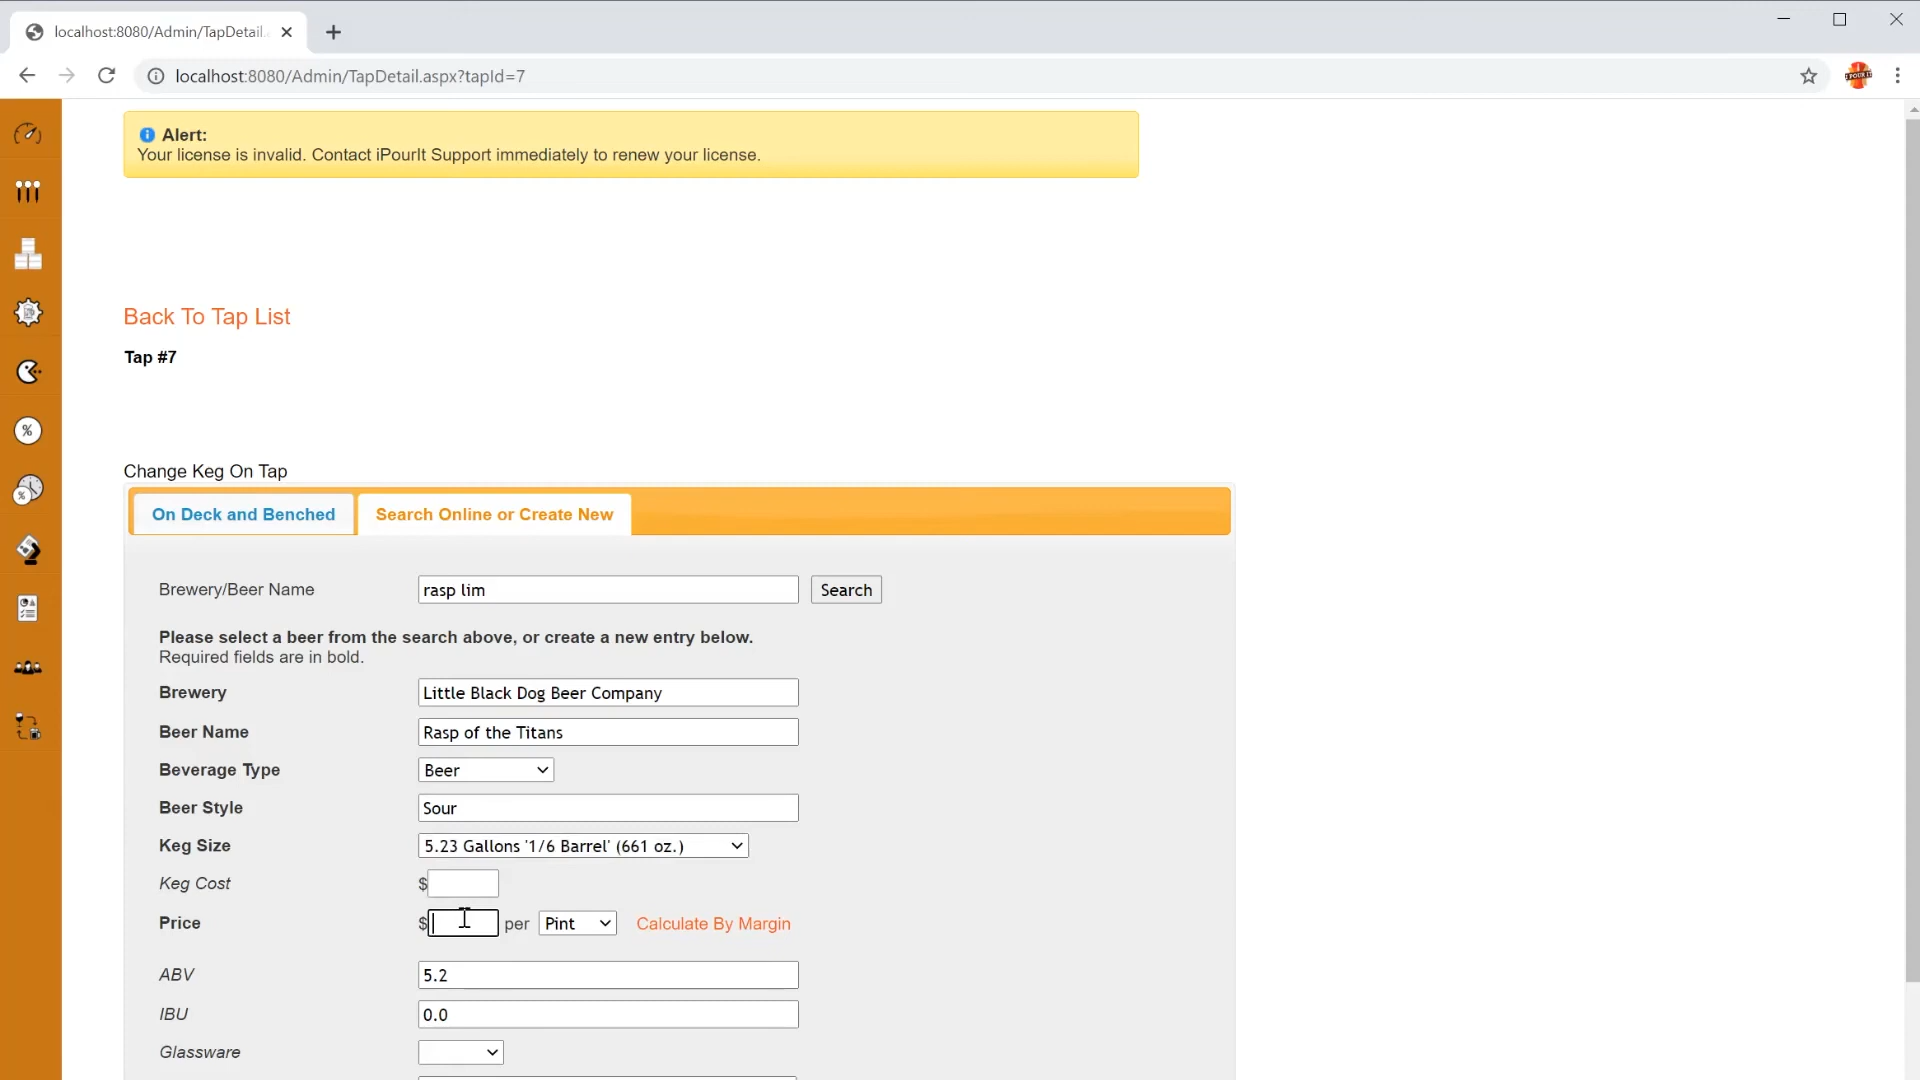 localhost:8080/Admin/TapDetail.
localhost:8080/Admin/TapDetail.aspx?tapId=7
Alert:
Your license is invalid. Contact iPourIt Support immediately to renew your license.
Back To Tap List
Tap #7
Change Keg On Tap
On Deck and Benched
Search Online or Create New
Brewery/Beer Name
rasp lim
Search
Please select a beer from the search above, or create a new entry below.
Required fields are in bold.
Brewery
Little Black Dog Beer Company
Beer Name
Rasp of the Titans
Beverage Type
Beer
Beer Style
Sour
Keg Size
5.23 Gallons '1/6 Barrel' (661 oz.)
Keg Cost
$
Price
$ per Pint Calculate By Margin
ABV
5.2
IBU
0.0
Glassware